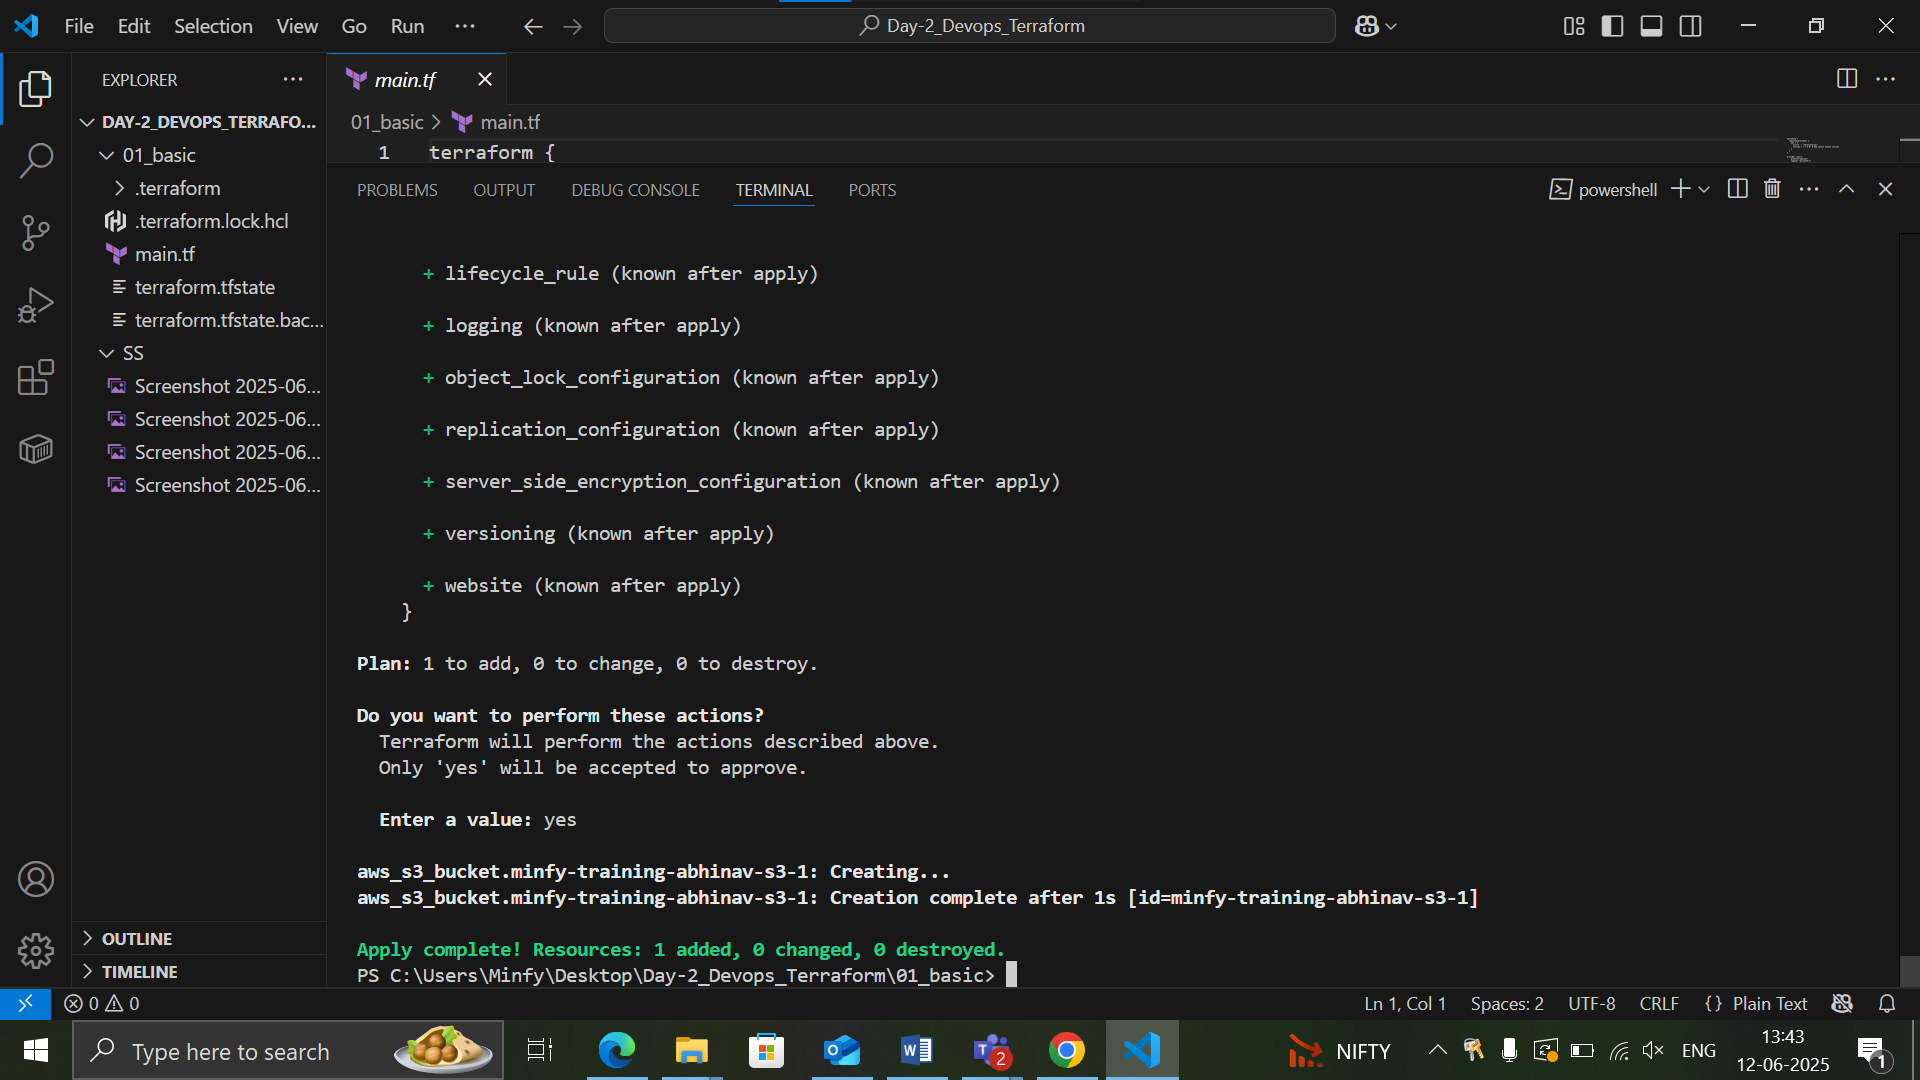 File Edit Selection View Go Run ···
Day-2_Devops_Terraform
EXPLORER ···
DAY-2_DEVOPS_TERRAFO...
01_basic
.terraform
.terraform.lock.hcl
main.tf
terraform.tfstate
terraform.tfstate.bac...
SS
Screenshot 2025-06...
Screenshot 2025-06...
Screenshot 2025-06...
Screenshot 2025-06...
OUTLINE
TIMELINE
main.tf
01_basic > main.tf
1 terraform {
PROBLEMS OUTPUT DEBUG CONSOLE TERMINAL PORTS
powershell
+ lifecycle_rule (known after apply)
+ logging (known after apply)
+ object_lock_configuration (known after apply)
+ replication_configuration (known after apply)
+ server_side_encryption_configuration (known after apply)
+ versioning (known after apply)
+ website (known after apply)
}
Plan: 1 to add, 0 to change, 0 to destroy.
Do you want to perform these actions?
Terraform will perform the actions described above.
Only 'yes' will be accepted to approve.
Enter a value: yes
aws_s3_bucket.minfy-training-abhinav-s3-1: Creating...
aws_s3_bucket.minfy-training-abhinav-s3-1: Creation complete after 1s [id=minfy-training-abhinav-s3-1]
Apply complete! Resources: 1 added, 0 changed, 0 destroyed.
PS C:\Users\Minfy\Desktop\Day-2_Devops_Terraform\01_basic>
0 0
Ln 1, Col 1 Spaces: 2 UTF-8 CRLF {} Plain Text
Type here to search
2
NIFTY
ENG
13:43
12-06-2025
1